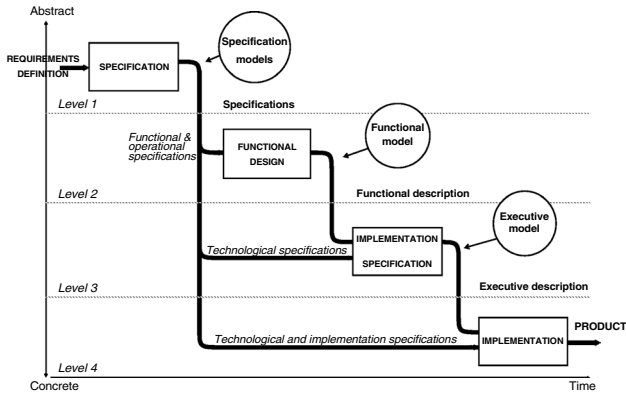 Abstract
REQUIREMENTS
DEFINITION
SPECIFICATION
Specification
models
Level 1
Specifications
Functional &
operational
specifications
FUNCTIONAL
DESIGN
Functional
model
Level 2
Functional description
IMPLEMENTATION
SPECIFICATION
Technological specifications
Executive
model
Level 3
Executive description
Technological and implementation specifications
IMPLEMENTATION
PRODUCT
Level 4
Concrete
Time